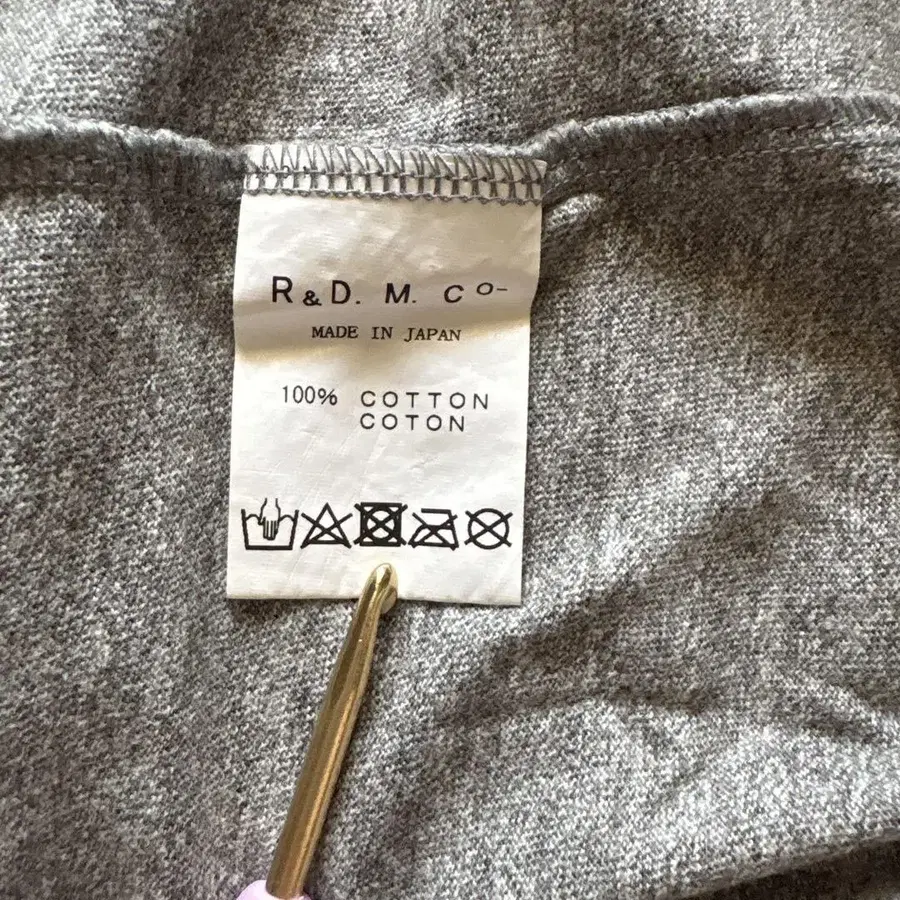 R & D. M. Co-
MADE IN JAPAN
100% COTTON
COTON